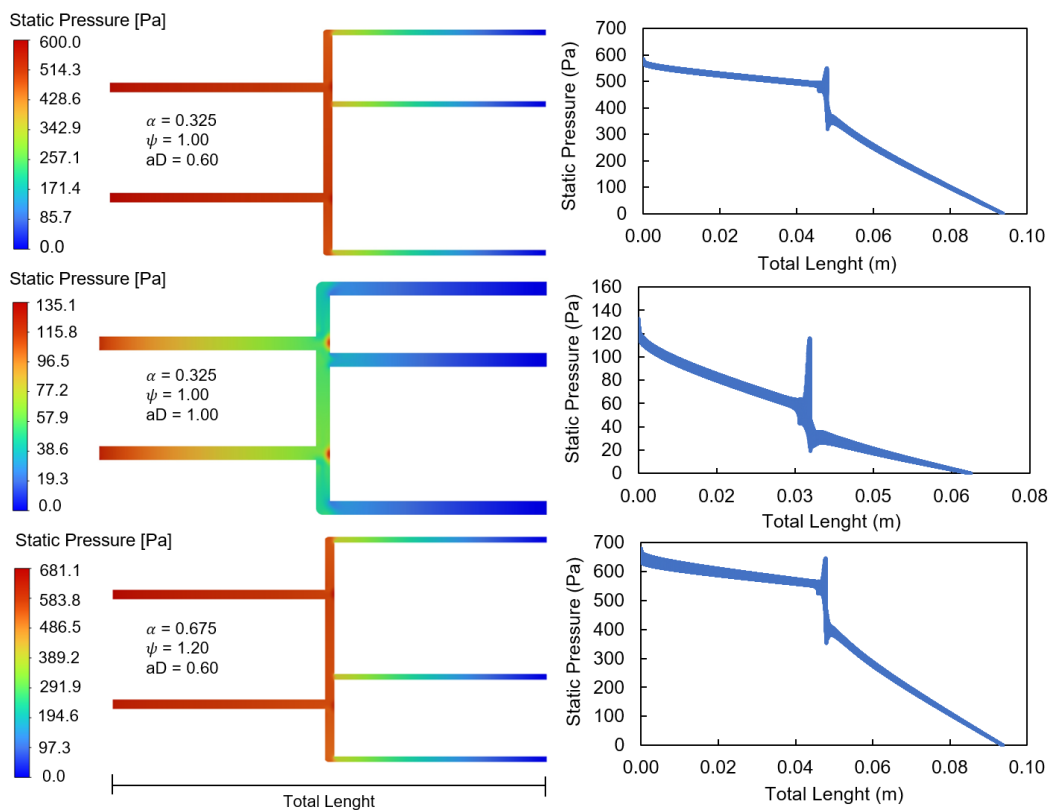 Static Pressure [Pa]
600.0
514.3
428.6
342.9
257.1
171.4
85.7
0.0
α = 0.325
ψ = 1.00
aD = 0.60
Static Pressure (Pa)
700
600
500
400
300
200
100
0
0.00 0.02 0.04 0.06 0.08 0.10
Total Lenght (m)
Static Pressure [Pa]
135.1
115.8
96.5
77.2
57.9
38.6
19.3
0.0
α = 0.325
ψ = 1.00
aD = 1.00
Static Pressure (Pa)
160
140
120
100
80
60
40
20
0
0.00 0.02 0.03 0.05 0.06 0.08
Total Lenght (m)
Static Pressure [Pa]
681.1
583.8
486.5
389.2
291.9
194.6
97.3
0.0
α = 0.675
ψ = 1.20
aD = 0.60
Total Lenght
Static Pressure (Pa)
700
600
500
400
300
200
100
0
0.00 0.02 0.04 0.06 0.08 0.10
Total Lenght (m)